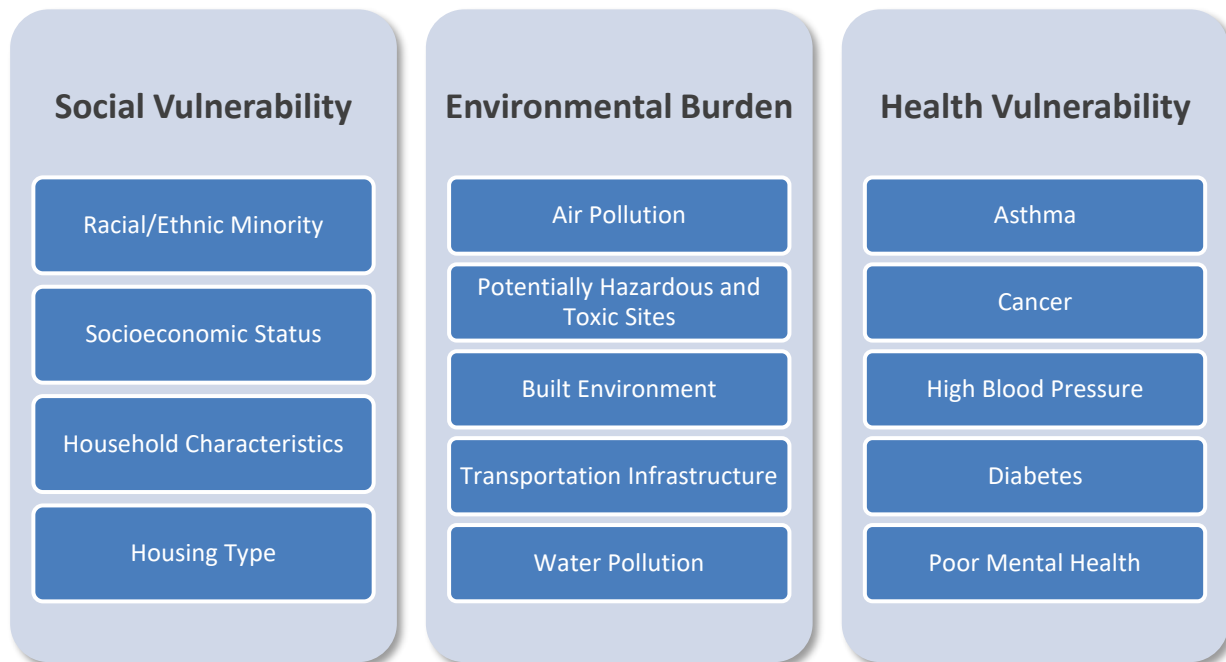 Social Vulnerability
Racial/Ethnic Minority
Socioeconomic Status
Household Characteristics
Housing Type
Environmental Burden
Air Pollution
Potentially Hazardous and
Toxic Sites
Built Environment
Transportation Infrastructure
Water Pollution
Health Vulnerability
Asthma
Cancer
High Blood Pressure
Diabetes
Poor Mental Health